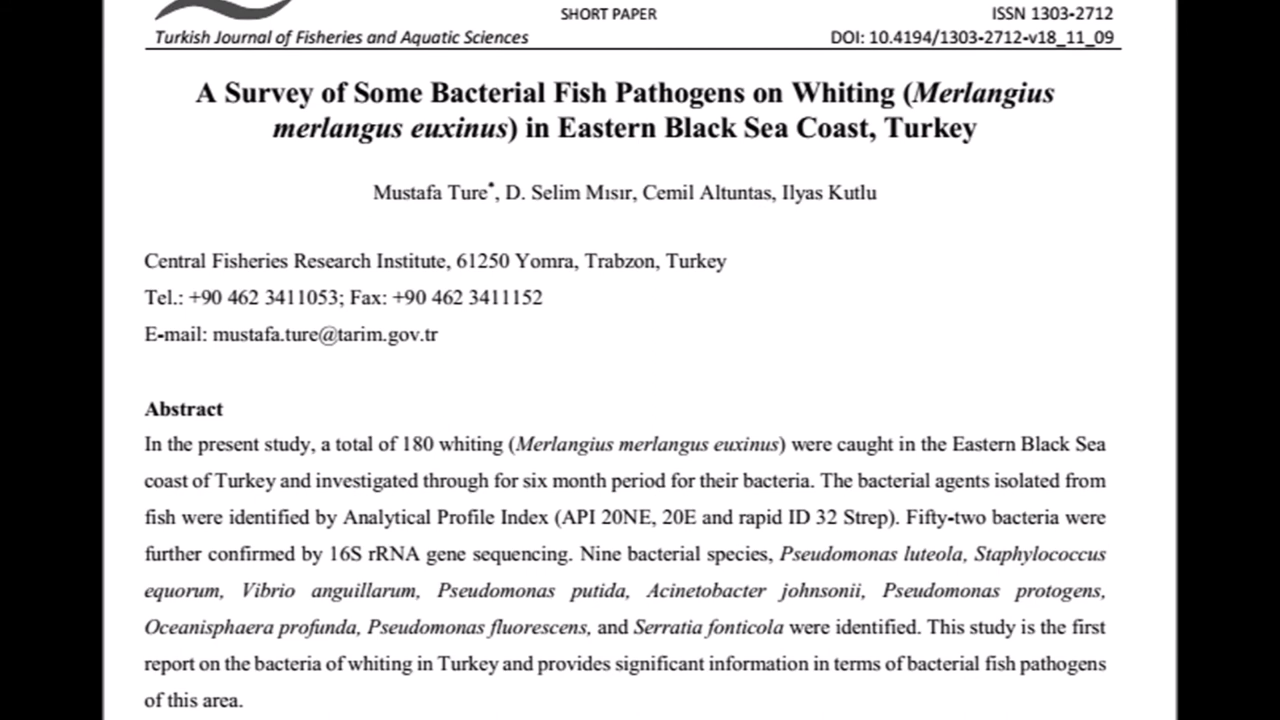 SHORT PAPER
ISSN 1303-2712
Turkish Journal of Fisheries and Aquatic Sciences
DOI: 10.4194/1303-2712-v18_11_09
A Survey of Some Bacterial Fish Pathogens on Whiting (Merlangius
merlangus euxinus) in Eastern Black Sea Coast, Turkey
Mustafa Ture*, D. Selim Mısır, Cemil Altuntas, Ilyas Kutlu
Central Fisheries Research Institute, 61250 Yomra, Trabzon, Turkey
Tel.: +90 462 3411053; Fax: +90 462 3411152
E-mail: mustafa.ture@tarim.gov.tr
Abstract
In the present study, a total of 180 whiting (Merlangius merlangus euxinus) were caught in the Eastern Black Sea
coast of Turkey and investigated through for six month period for their bacteria. The bacterial agents isolated from
fish were identified by Analytical Profile Index (API 20NE, 20E and rapid ID 32 Strep). Fifty-two bacteria were
further confirmed by 16S rRNA gene sequencing. Nine bacterial species, Pseudomonas luteola, Staphylococcus
equorum, Vibrio anguillarum, Pseudomonas putida, Acinetobacter johnsonii, Pseudomonas protogens,
Oceanisphaera profunda, Pseudomonas fluorescens, and Serratia fonticola were identified. This study is the first
report on the bacteria of whiting in Turkey and provides significant information in terms of bacterial fish pathogens
of this area.